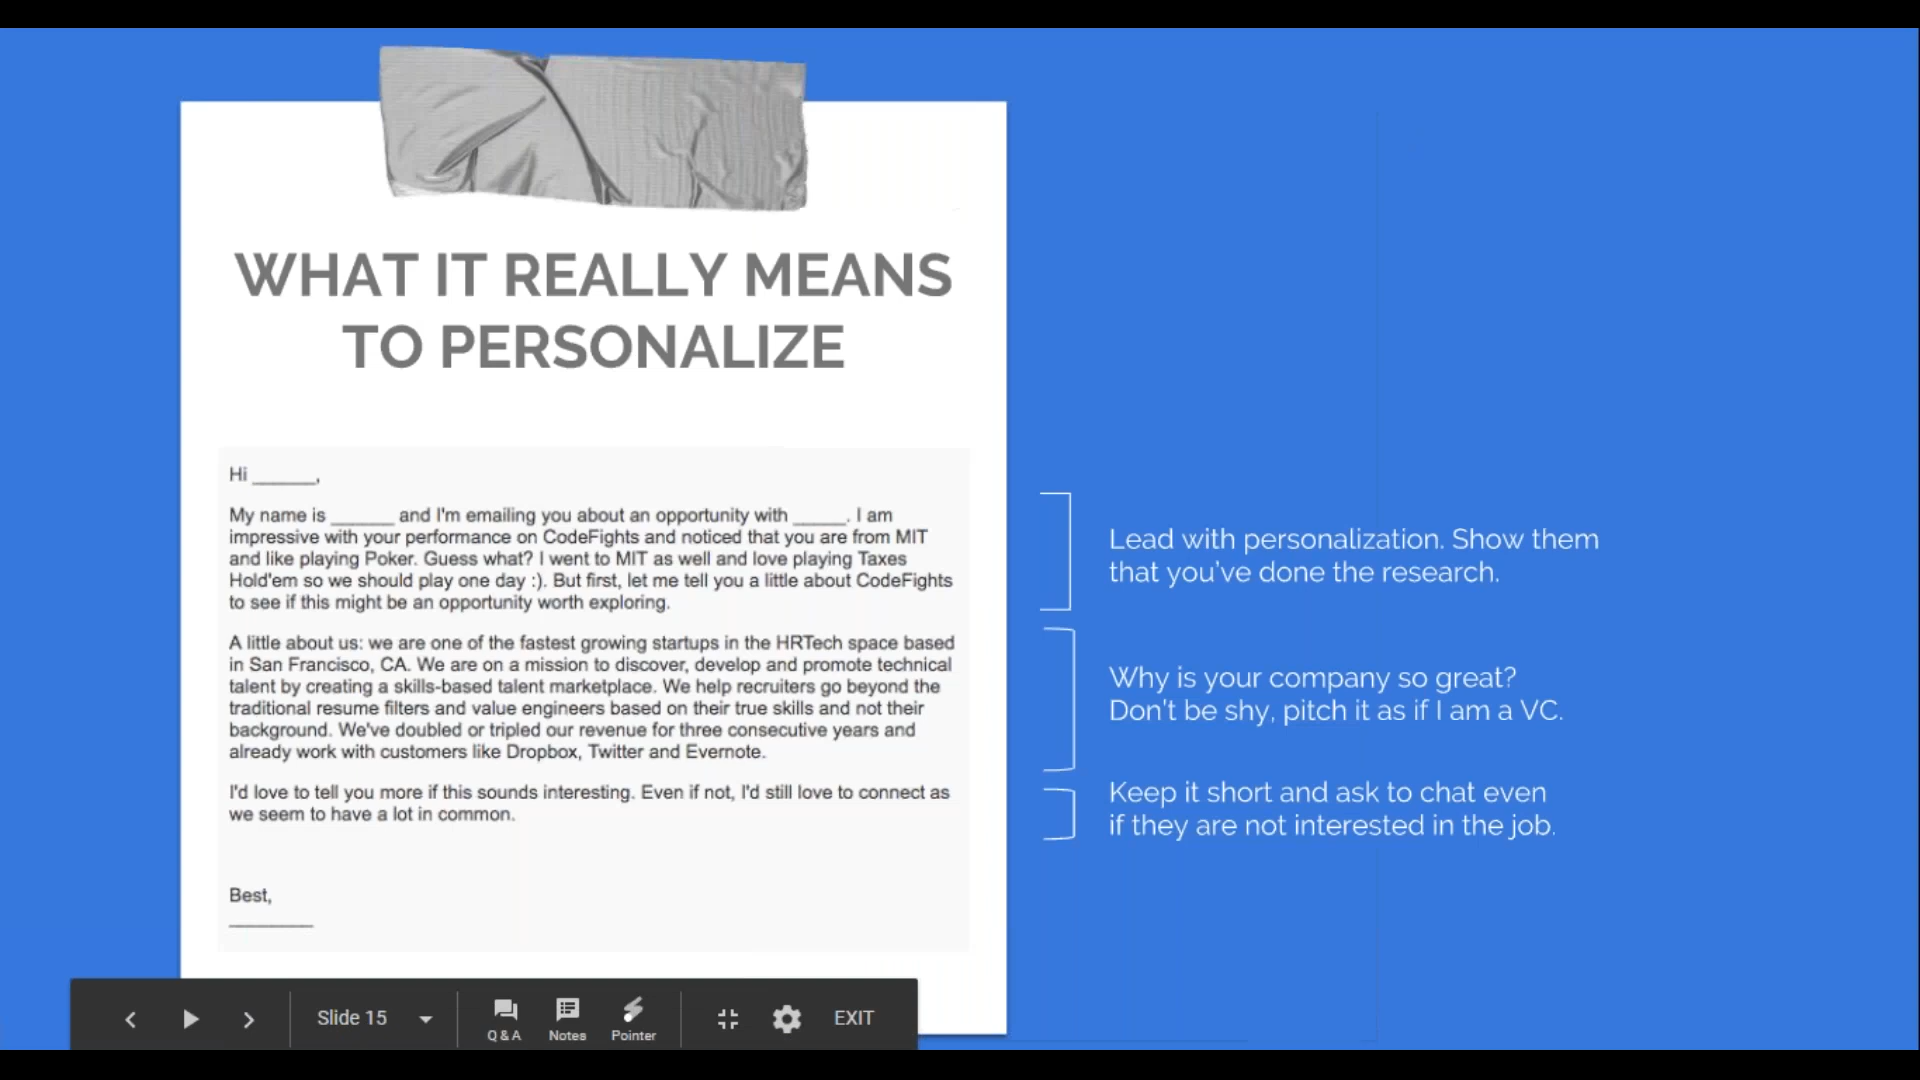 WHAT IT REALLY MEANS
TO PERSONALIZE
Hi ______,
My name is ______ and I'm emailing you about an opportunity with _____. I am
impressive with your performance on CodeFights and noticed that you are from MIT
and like playing Poker. Guess what? I went to MIT as well and love playing Taxes
Hold'em so we should play one day :). But first, let me tell you a little about CodeFights
to see if this might be an opportunity worth exploring.
A little about us: we are one of the fastest growing startups in the HRTech space based
in San Francisco, CA. We are on a mission to discover, develop and promote technical
talent by creating a skills-based talent marketplace. We help recruiters go beyond the
traditional resume filters and value engineers based on their true skills and not their
background. We've doubled or tripled our revenue for three consecutive years and
already work with customers like Dropbox, Twitter and Evernote.
I'd love to tell you more if this sounds interesting. Even if not, I'd still love to connect as
we seem to have a lot in common.
Best,
________
Lead with personalization. Show them
that you've done the research.
Why is your company so great?
Don't be shy, pitch it as if I am a VC.
Keep it short and ask to chat even
if they are not interested in the job.
Slide 15
Q & A
Notes
Pointer
EXIT